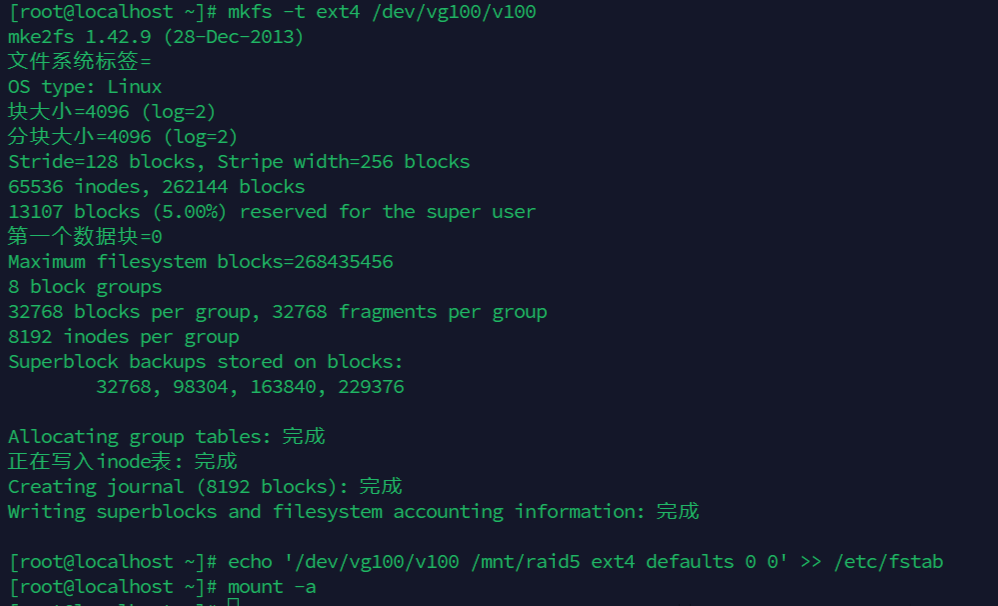 [root@localhost ~]# mkfs -t ext4 /dev/vg100/v100
mke2fs 1.42.9 (28-Dec-2013)
文件系统标签=
OS type: Linux
块大小=4096 (log=2)
分块大小=4096 (log=2)
Stride=128 blocks, Stripe width=256 blocks
65536 inodes, 262144 blocks
13107 blocks (5.00%) reserved for the super user
第一个数据块=0
Maximum filesystem blocks=268435456
8 block groups
32768 blocks per group, 32768 fragments per group
8192 inodes per group
Superblock backups stored on blocks:
32768, 98304, 163840, 229376
Allocating group tables: 完成
正在写入inode表: 完成
Creating journal (8192 blocks): 完成
Writing superblocks and filesystem accounting information: 完成
[root@localhost ~]# echo '/dev/vg100/v100 /mnt/raid5 ext4 defaults 0 0' >> /etc/fstab
[root@localhost ~]# mount -a